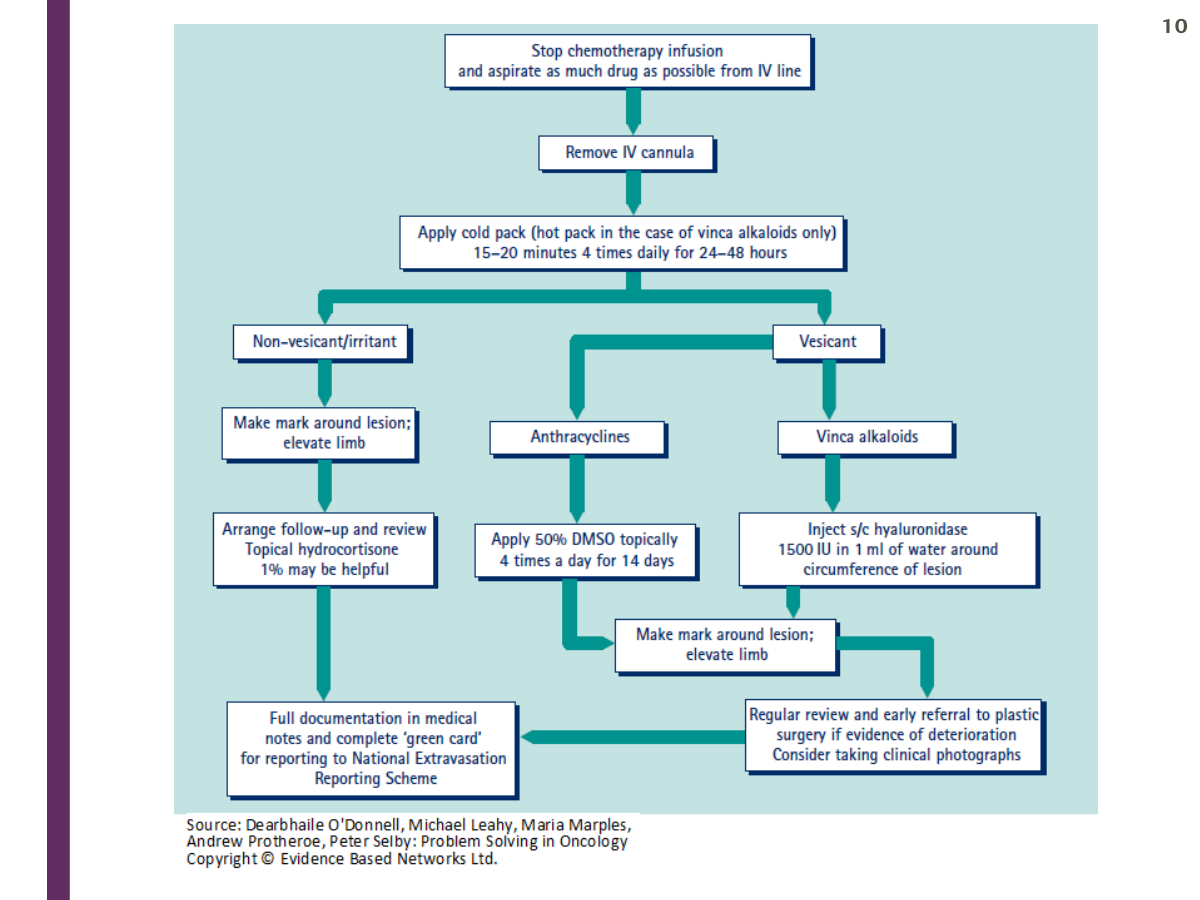 10
Stop chemotherapy infusion
and aspirate as much drug as possible from IV line
Remove IV cannula
Apply cold pack (hot pack in the case of vinca alkaloids only)
15–20 minutes 4 times daily for 24–48 hours
Non-vesicant/irritant
Vesicant
Make mark around lesion;
elevate limb
Anthracyclines
Vinca alkaloids
Arrange follow-up and review
Topical hydrocortisone
1% may be helpful
Apply 50% DMSO topically
4 times a day for 14 days
Inject s/c hyaluronidase
1500 IU in 1 ml of water around
circumference of lesion
Make mark around lesion;
elevate limb
Full documentation in medical
notes and complete ‘green card’
for reporting to National Extravasation
Reporting Scheme
Regular review and early referral to plastic
surgery if evidence of deterioration
Consider taking clinical photographs
Source: Dearbhaile O'Donnell, Michael Leahy, Maria Marples,
Andrew Protheroe, Peter Selby: Problem Solving in Oncology
Copyright © Evidence Based Networks Ltd.